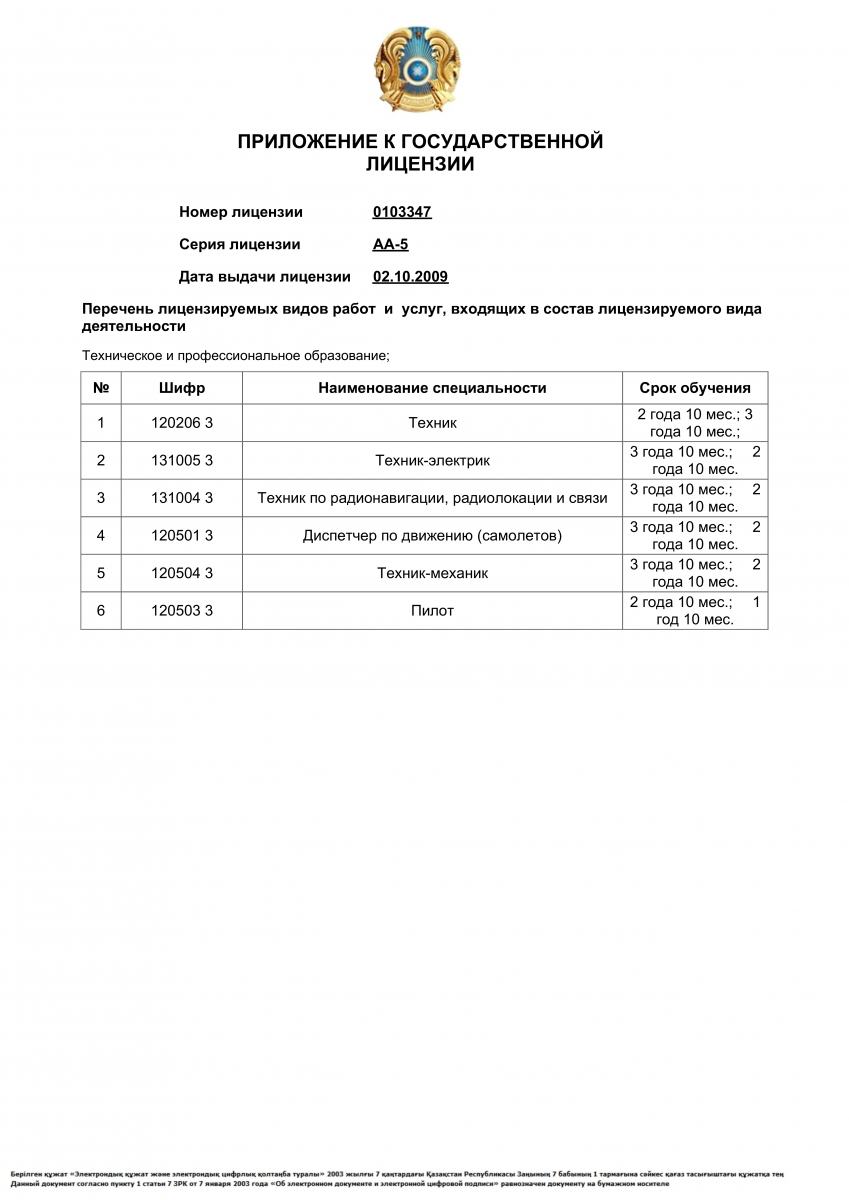 ПРИЛОЖЕНИЕ К ГОСУДАРСТВЕННОЙ
ЛИЦЕНЗИИ
Номер лицензии 0103347
Серия лицензии АА-5
Дата выдачи лицензии 02.10.2009
Перечень лицензируемых видов работ и услуг, входящих в состав лицензируемого вида
деятельности
Техническое и профессиональное образование;
№ Шифр Наименование специальности Срок обучения
1 120206 3 Техник 2 года 10 мес.; 3
года 10 мес.;
2 131005 3 Техник-электрик 3 года 10 мес.; 2
года 10 мес.
3 131004 3 Техник по радионавигации, радиолокации и связи 3 года 10 мес.; 2
года 10 мес.
4 120501 3 Диспетчер по движению (самолетов) 3 года 10 мес.; 2
года 10 мес.
5 120504 3 Техник-механик 3 года 10 мес.; 2
года 10 мес.
6 120503 3 Пилот 2 года 10 мес.; 1
год 10 мес.
Берілген құжат «Электрондық құжат және электрондық цифрлық қолтаңба туралы» 2003 жылғы 7 қаңтардағы Қазақстан Республикасы Заңының 7 бабының 1 тармағына сәйкес қағаз тасығыштағы құжатқа тең
Данный документ согласно пункту 1 статьи 7 ЗРК от 7 января 2003 года «Об электронном документе и электронной цифровой подписи» равнозначен документу на бумажном носителе